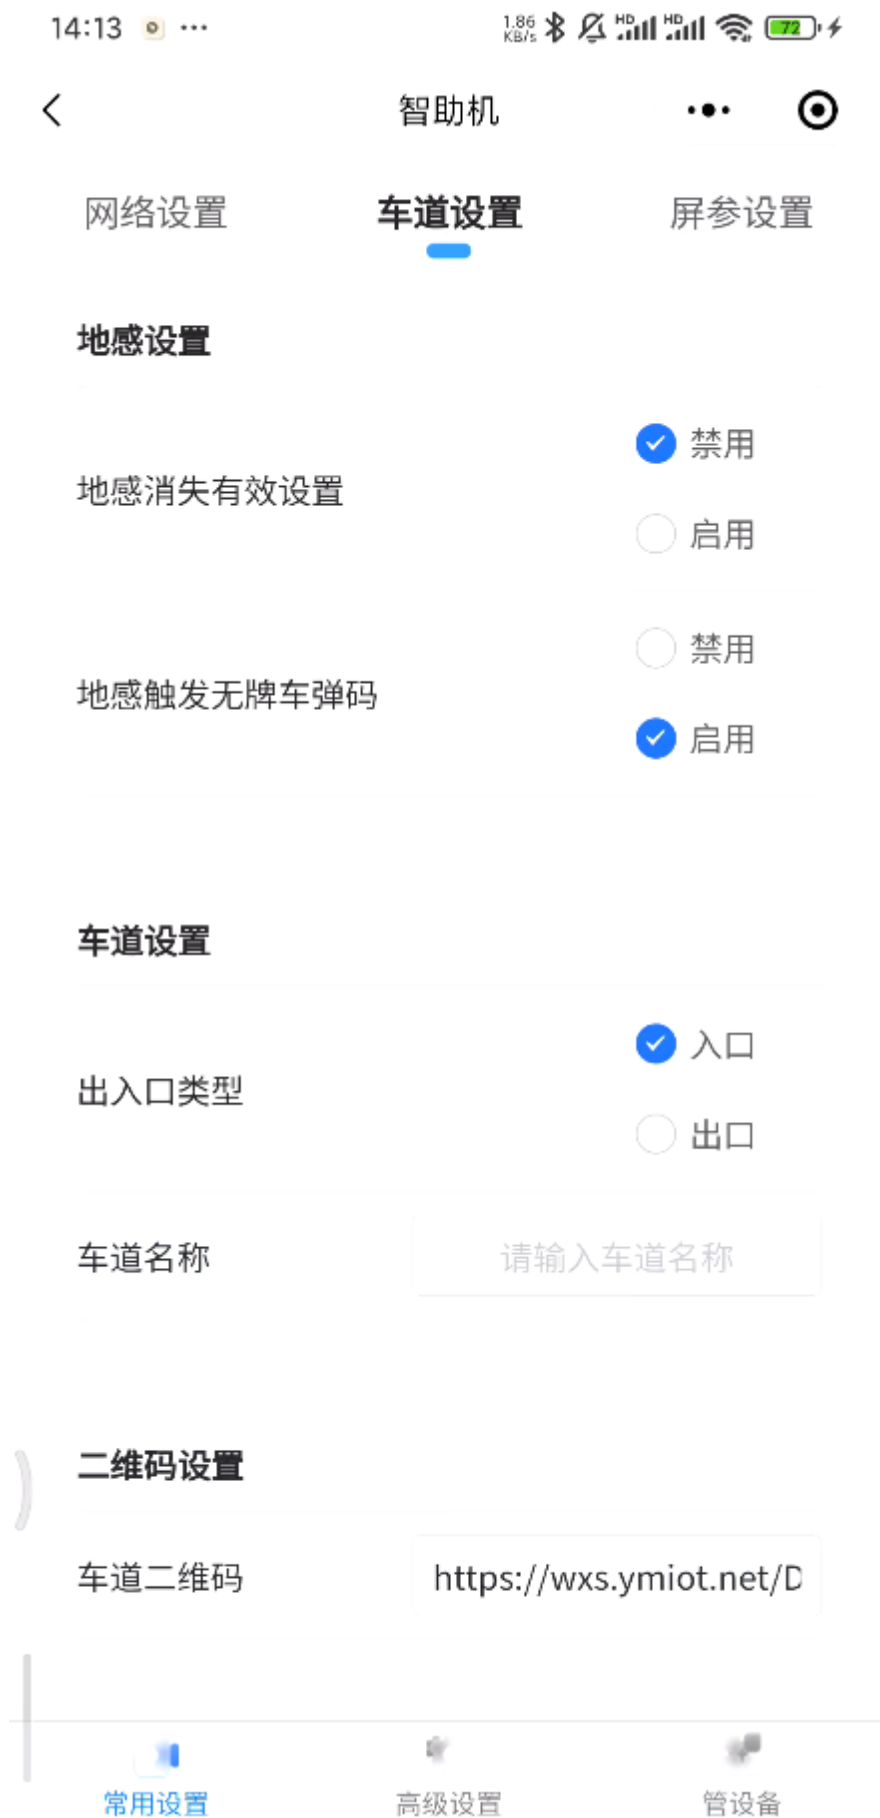 14:13 ··· 1.86 KB/s HD HD 72
智助机
网络设置 车道设置 屏参设置
地感设置
禁用
地感消失有效设置
启用
禁用
地感触发无牌车弹码
启用
车道设置
入口
出入口类型
出口
车道名称 请输入车道名称
二维码设置
车道二维码 https://wxs.ymiot.net/D
常用设置 高级设置 管设备